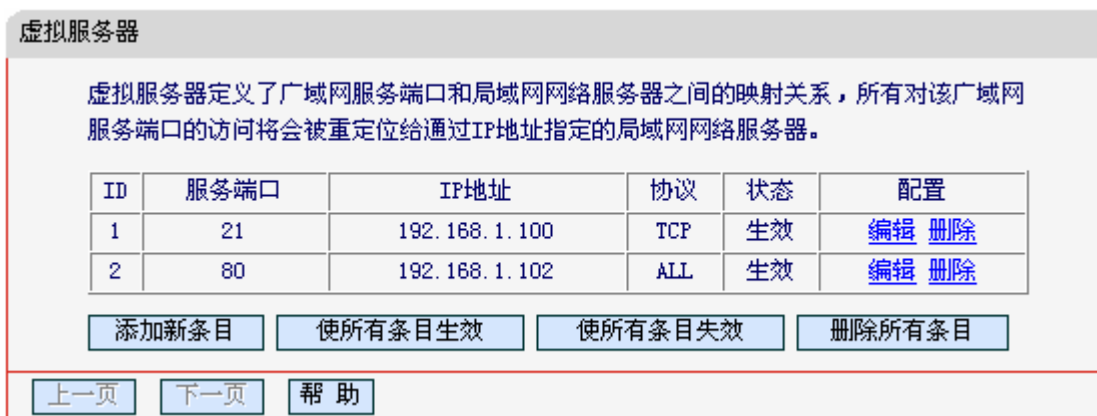 虚拟服务器
虚拟服务器定义了广域网服务端口和局域网网络服务器之间的映射关系，所有对该广域网
服务端口的访问将会被重定位给通过IP地址指定的局域网网络服务器。
ID 服务端口 IP地址 协议 状态 配置
1 21 192.168.1.100 TCP 生效 编辑 删除
2 80 192.168.1.102 ALL 生效 编辑 删除
添加新条目 使所有条目生效 使所有条目失效 删除所有条目
上一页 下一页 帮 助